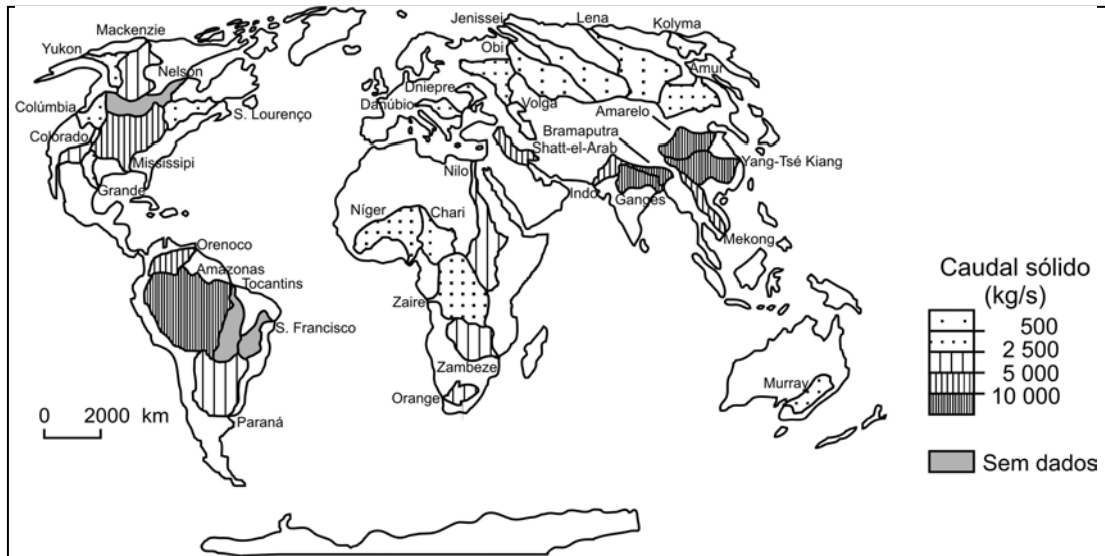 Mackenzie
Yukon
Nelson
Colúmbia
S. Lourenço
Colorado
Mississipi
Grande
Orenoco
Amazonas
Tocantins
S. Francisco
Paraná
0 2000 km
Jenissei
Lena
Kolyma
Obi
Amur
Dniepre
Danúbio
Volga
Amarelo
Bramaputra
Shatt-el-Arab
Yang-Tsé Kiang
Nilo
Indo
Ganges
Níger
Chari
Mekong
Zaire
Zambeze
Orange
Murray
Caudal sólido
(kg/s)
500
2 500
5 000
10 000
Sem dados